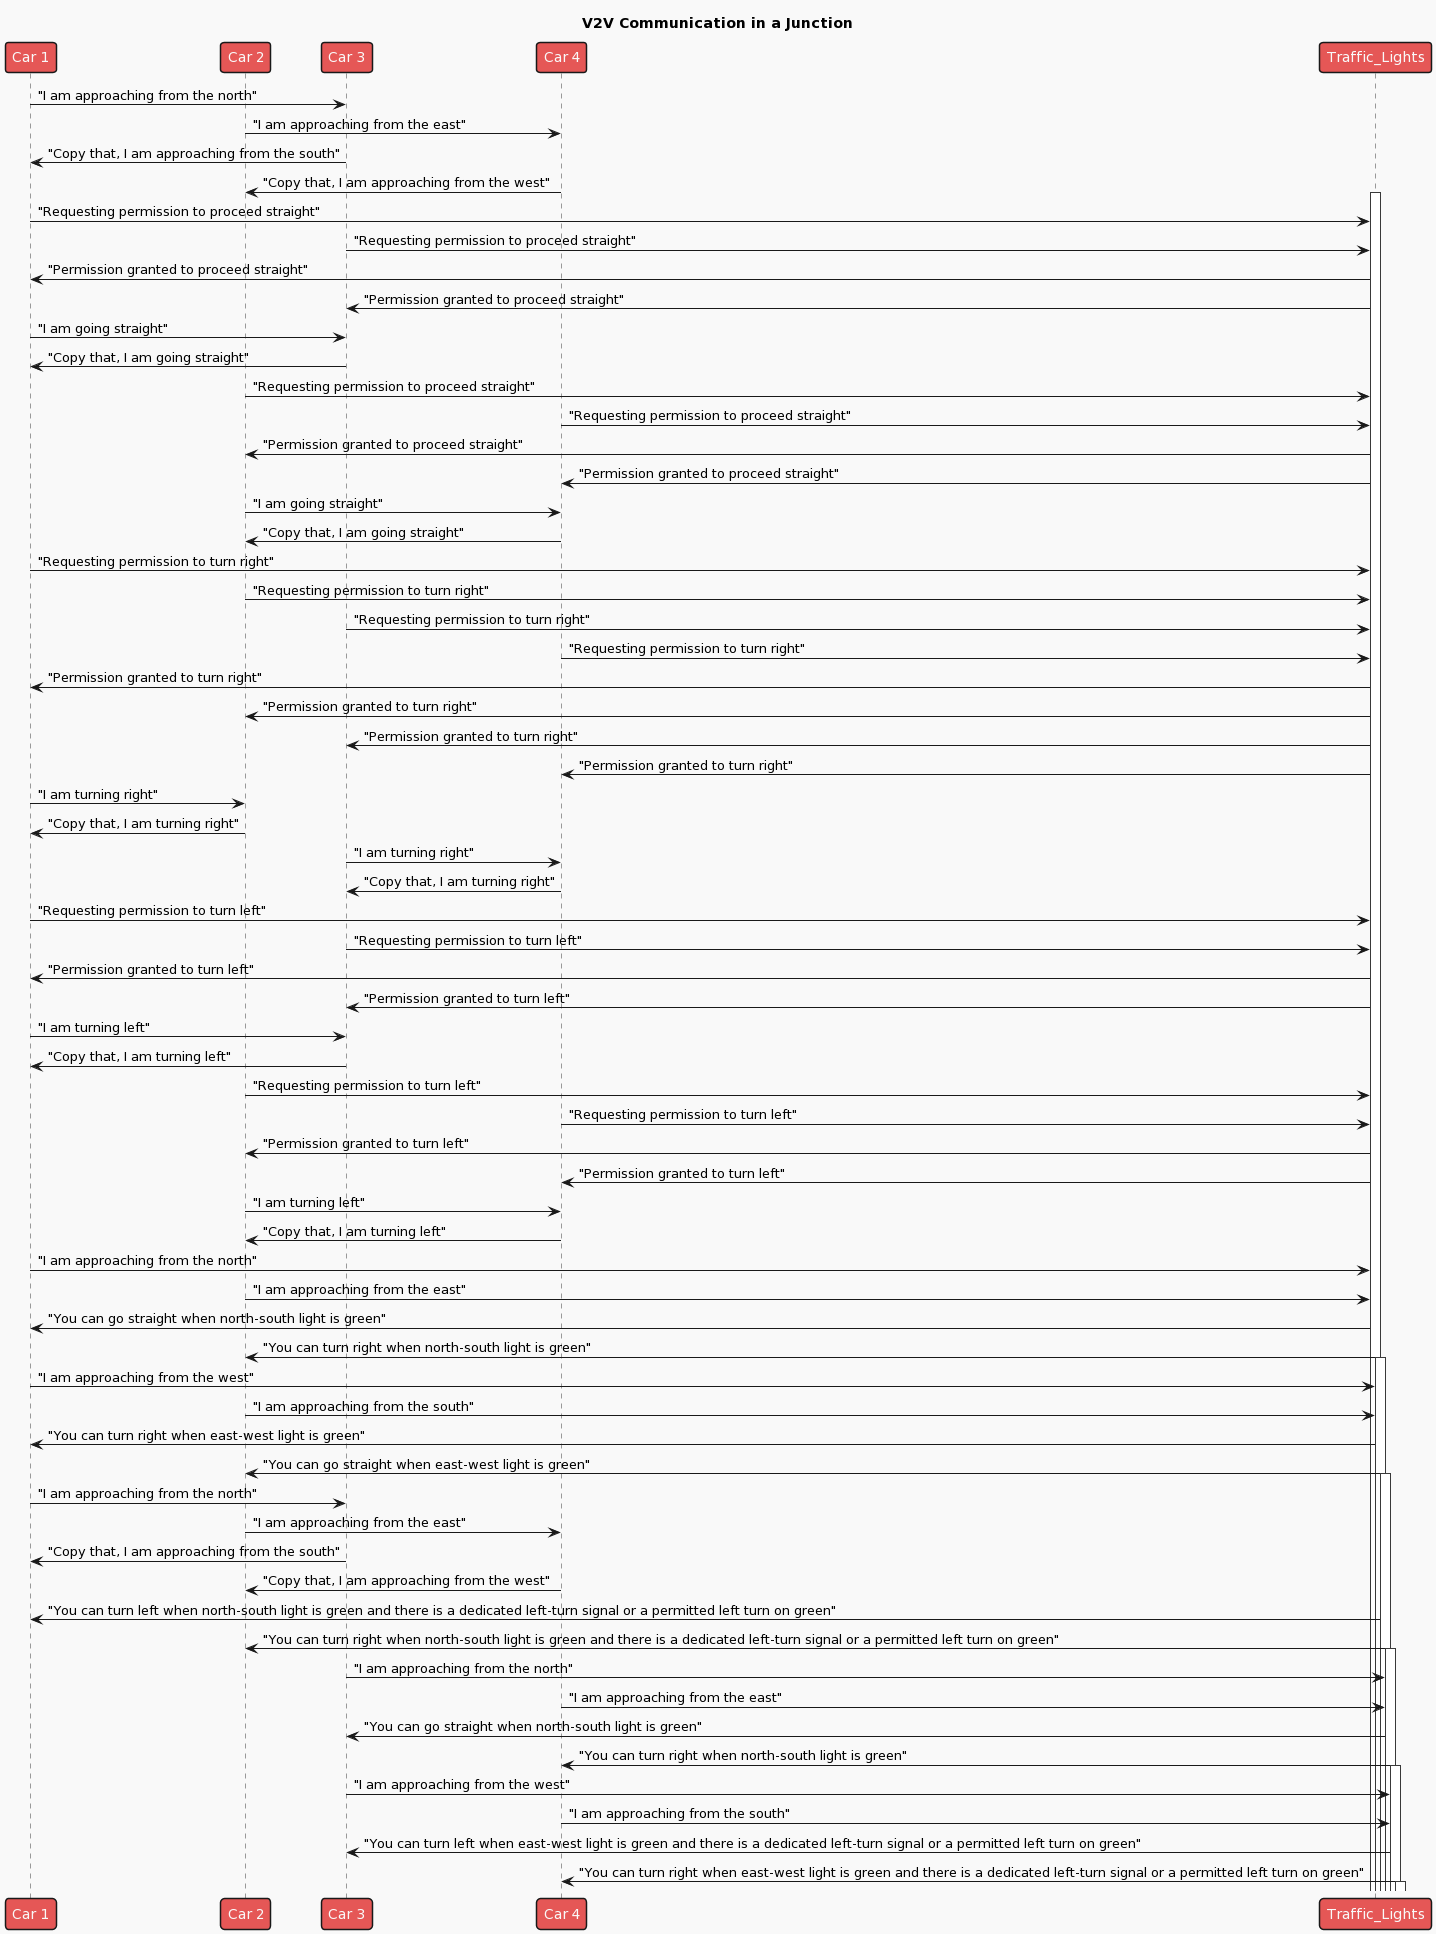 V2V Communication in a Junction
Car 1 Car 2 Car 3 Car 4 Traffic_Lights
"I am approaching from the north"
"I am approaching from the east"
"Copy that, I am approaching from the south"
"Copy that, I am approaching from the west"
"Requesting permission to proceed straight"
"Requesting permission to proceed straight"
"Permission granted to proceed straight"
"Permission granted to proceed straight"
"I am going straight"
"Copy that, I am going straight"
"Requesting permission to proceed straight"
"Requesting permission to proceed straight"
"Permission granted to proceed straight"
"Permission granted to proceed straight"
"I am going straight"
"Copy that, I am going straight"
"Requesting permission to turn right"
"Requesting permission to turn right"
"Requesting permission to turn right"
"Requesting permission to turn right"
"Permission granted to turn right"
"Permission granted to turn right"
"Permission granted to turn right"
"Permission granted to turn right"
"I am turning right"
"Copy that, I am turning right"
"I am turning right"
"Copy that, I am turning right"
"Requesting permission to turn left"
"Requesting permission to turn left"
"Permission granted to turn left"
"Permission granted to turn left"
"I am turning left"
"Copy that, I am turning left"
"Requesting permission to turn left"
"Requesting permission to turn left"
"Permission granted to turn left"
"Permission granted to turn left"
"I am turning left"
"Copy that, I am turning left"
"I am approaching from the north"
"I am approaching from the east"
"You can go straight when north-south light is green"
"You can turn right when north-south light is green"
"I am approaching from the west"
"I am approaching from the south"
"You can turn right when east-west light is green"
"You can go straight when east-west light is green"
"I am approaching from the north"
"I am approaching from the east"
"Copy that, I am approaching from the south"
"Copy that, I am approaching from the west"
"You can turn left when north-south light is green and there is a dedicated left-turn signal or a permitted left turn on green"
"You can turn right when north-south light is green and there is a dedicated left-turn signal or a permitted left turn on green"
"I am approaching from the north"
"I am approaching from the east"
"You can go straight when north-south light is green"
"You can turn right when north-south light is green"
"I am approaching from the west"
"I am approaching from the south"
"You can turn left when east-west light is green and there is a dedicated left-turn signal or a permitted left turn on green"
"You can turn right when east-west light is green and there is a dedicated left-turn signal or a permitted left turn on green"
Car 1 Car 2 Car 3 Car 4 Traffic_Lights